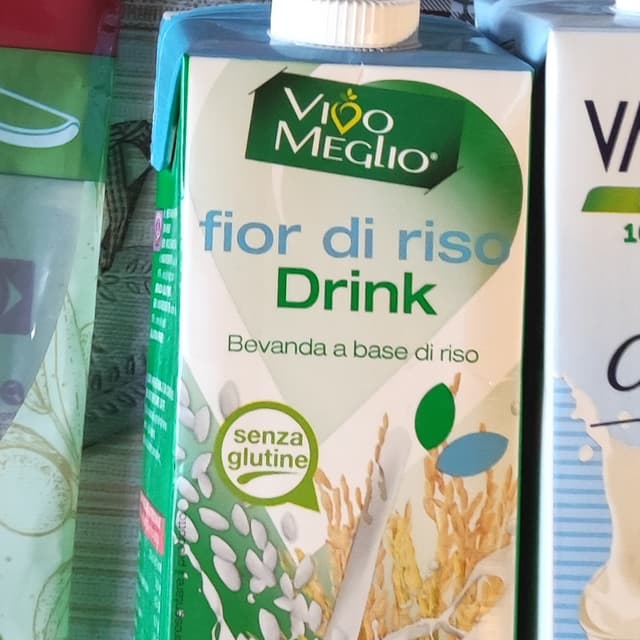 VIVO
MEGLIO®
fior di riso
Drink
Bevanda a base di riso
senza
glutine